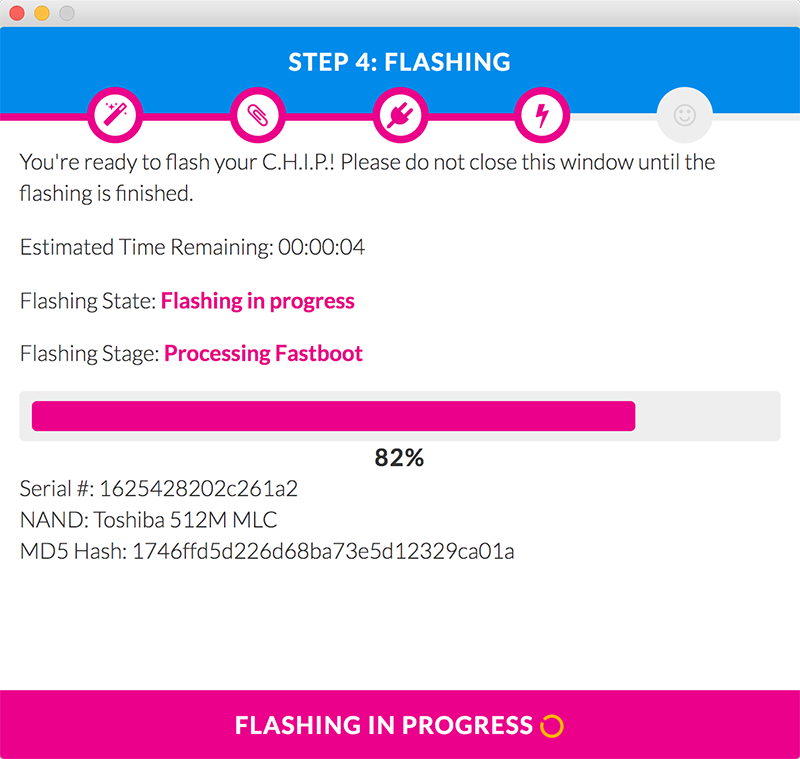 STEP 4: FLASHING
You're ready to flash your C.H.I.P.! Please do not close this window until the
flashing is finished.
Estimated Time Remaining: 00:00:04
Flashing State: Flashing in progress
Flashing Stage: Processing Fastboot
82%
Serial #: 1625428202c261a2
NAND: Toshiba 512M MLC
MD5 Hash: 1746ffd5d226d68ba73e5d12329ca01a
FLASHING IN PROGRESS